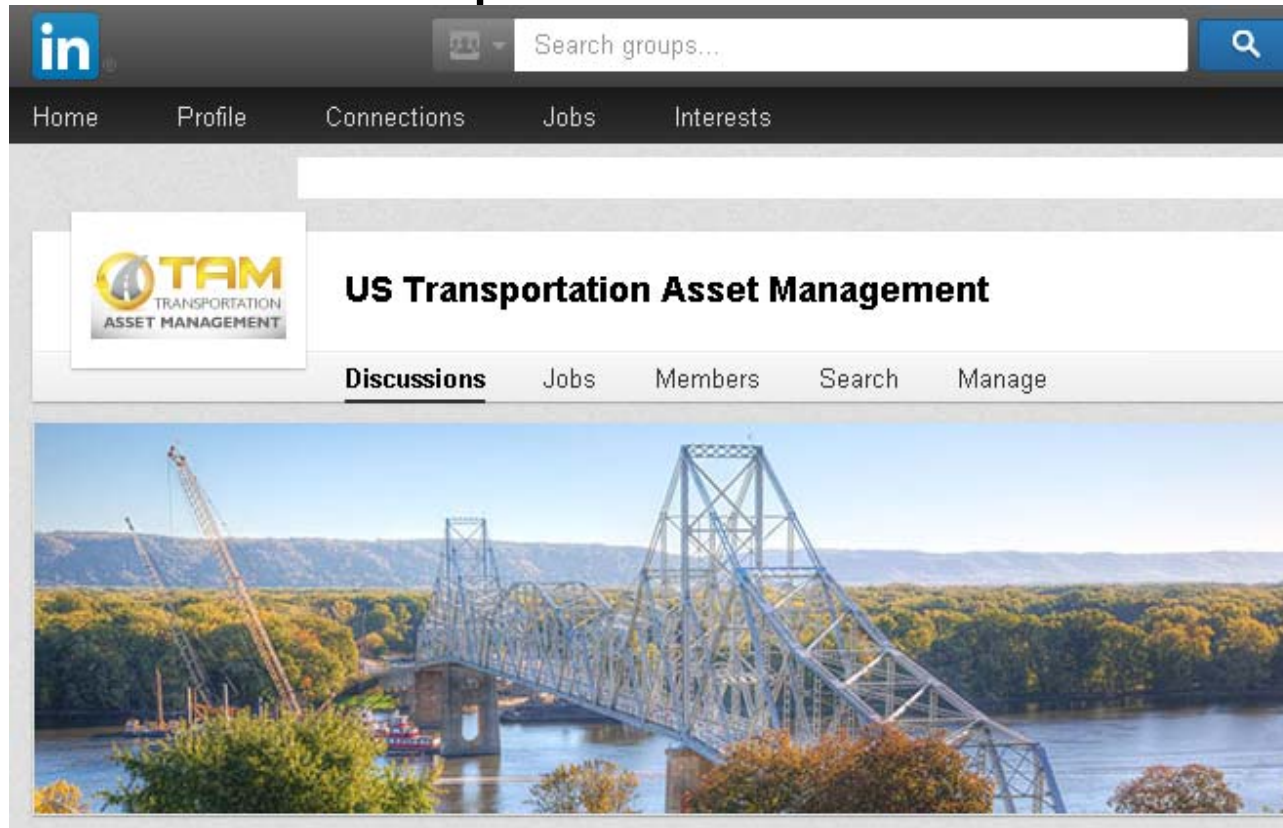 in
Search groups...
Home Profile Connections Jobs Interests
TAM
TRANSPORTATION
ASSET MANAGEMENT
US Transportation Asset Management
Discussions Jobs Members Search Manage